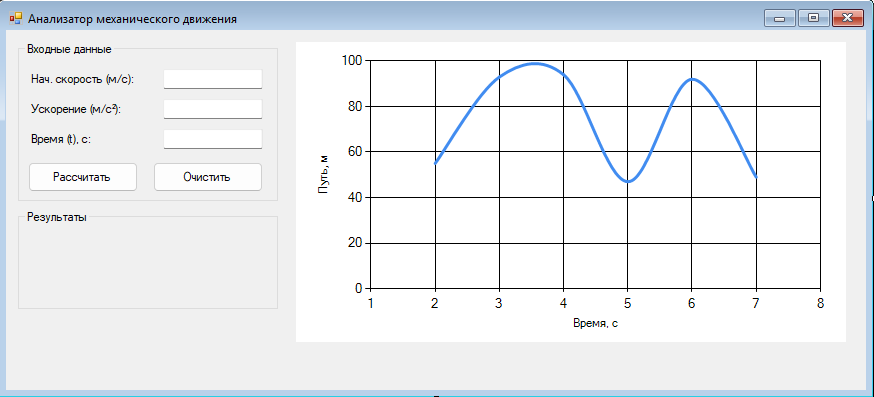 Анализатор механического движения
Входные данные
Нач. скорость (м/с):
Ускорение (м/с²):
Время (t), с:
Рассчитать
Очистить
Результаты
100
80
60
40
20
0
Путь, м
1 2 3 4 5 6 7 8
Время, с